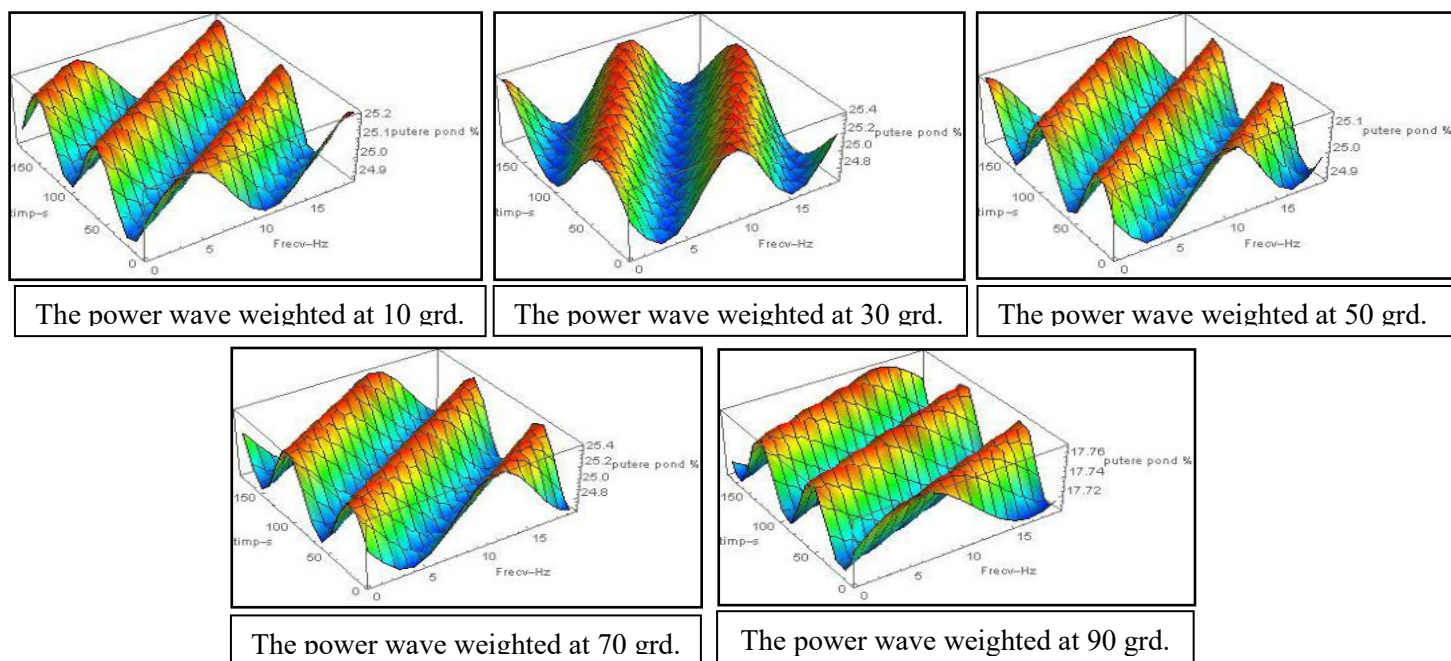 25.2
25.1
putere pond %
25.0
24.9
150
100
50
0
timp-s
0
5
10
15
Frecv-Hz
25.4
25.2
putere pond %
25.0
24.8
150
100
50
0
timp-s
0
5
10
15
Frecv-Hz
25.1
putere pond %
25.0
24.9
150
100
50
0
timp-s
0
5
10
15
Frecv-Hz
The power wave weighted at 10 grd.
The power wave weighted at 30 grd.
The power wave weighted at 50 grd.
25.4
25.2
putere pond %
25.0
24.8
150
100
50
0
timp-s
0
5
10
15
Frecv-Hz
17.76
putere pond %
17.74
17.72
150
100
50
0
timp-s
0
5
10
15
Frecv-Hz
The power wave weighted at 70 grd.
The power wave weighted at 90 grd.